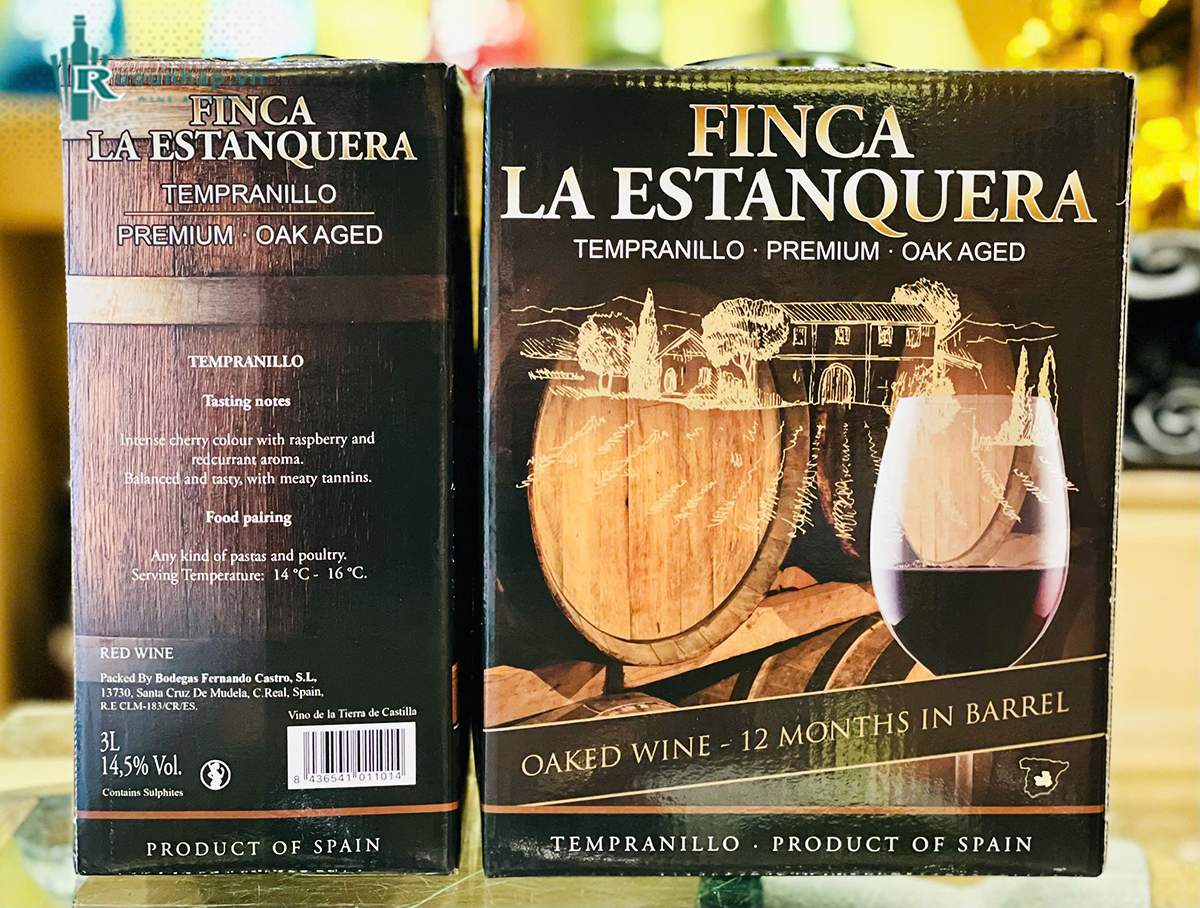 Ruounhap.vn
FINCA
LA ESTANQUERA
TEMPRANILLO
PREMIUM · OAK AGED
TEMPRANILLO
Tasting notes
Intense cherry colour with raspberry and
redcurrant aroma.
Balanced and tasty, with meaty tannins.
Food pairing
Any kind of pastas and poultry.
Serving Temperature: 14 °C - 16 °C.
RED WINE
Packed By Bodegas Fernando Castro, S.L,
13730, Santa Cruz De Mudela, C.Real, Spain,
R.E CLM-183/CR/ES.
Vino de la Tierra de Castilla
3L
14,5% Vol.
8 436541 011014
Contains Sulphites
PRODUCT OF SPAIN
FINCA
LA ESTANQUERA
TEMPRANILLO · PREMIUM · OAK AGED
OAKED WINE - 12 MONTHS IN BARREL
TEMPRANILLO . PRODUCT OF SPAIN